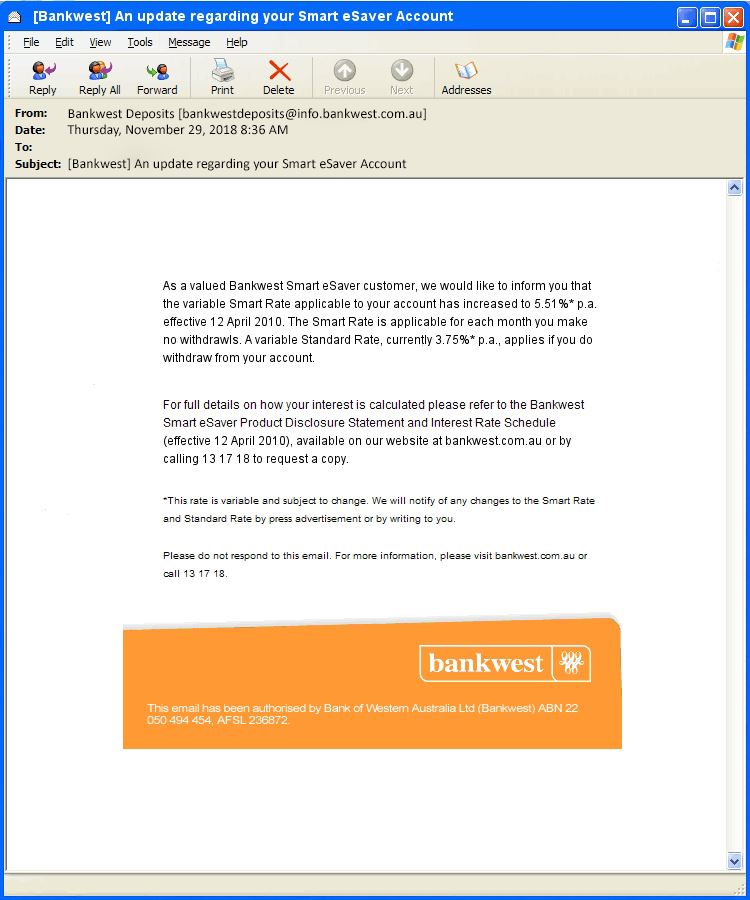 [Bankwest] An update regarding your Smart eSaver Account
File Edit View Tools Message Help
Reply Reply All Forward Print Delete Previous Next Addresses
From: Bankwest Deposits [bankwestdeposits@info.bankwest.com.au]
Date: Thursday, November 29, 2018 8:36 AM
To:
Subject: [Bankwest] An update regarding your Smart eSaver Account
As a valued Bankwest Smart eSaver customer, we would like to inform you that
the variable Smart Rate applicable to your account has increased to 5.51%* p.a.
effective 12 April 2010. The Smart Rate is applicable for each month you make
no withdrawls. A variable Standard Rate, currently 3.75%* p.a., applies if you do
withdraw from your account.
For full details on how your interest is calculated please refer to the Bankwest
Smart eSaver Product Disclosure Statement and Interest Rate Schedule
(effective 12 April 2010), available on our website at bankwest.com.au or by
calling 13 17 18 to request a copy.
*This rate is variable and subject to change. We will notify of any changes to the Smart Rate
and Standard Rate by press advertisement or by writing to you.
Please do not respond to this email. For more information, please visit bankwest.com.au or
call 13 17 18.
bankwest
This email has been authorised by Bank of Western Australia Ltd (Bankwest) ABN 22
050 494 454, AFSL 236872.